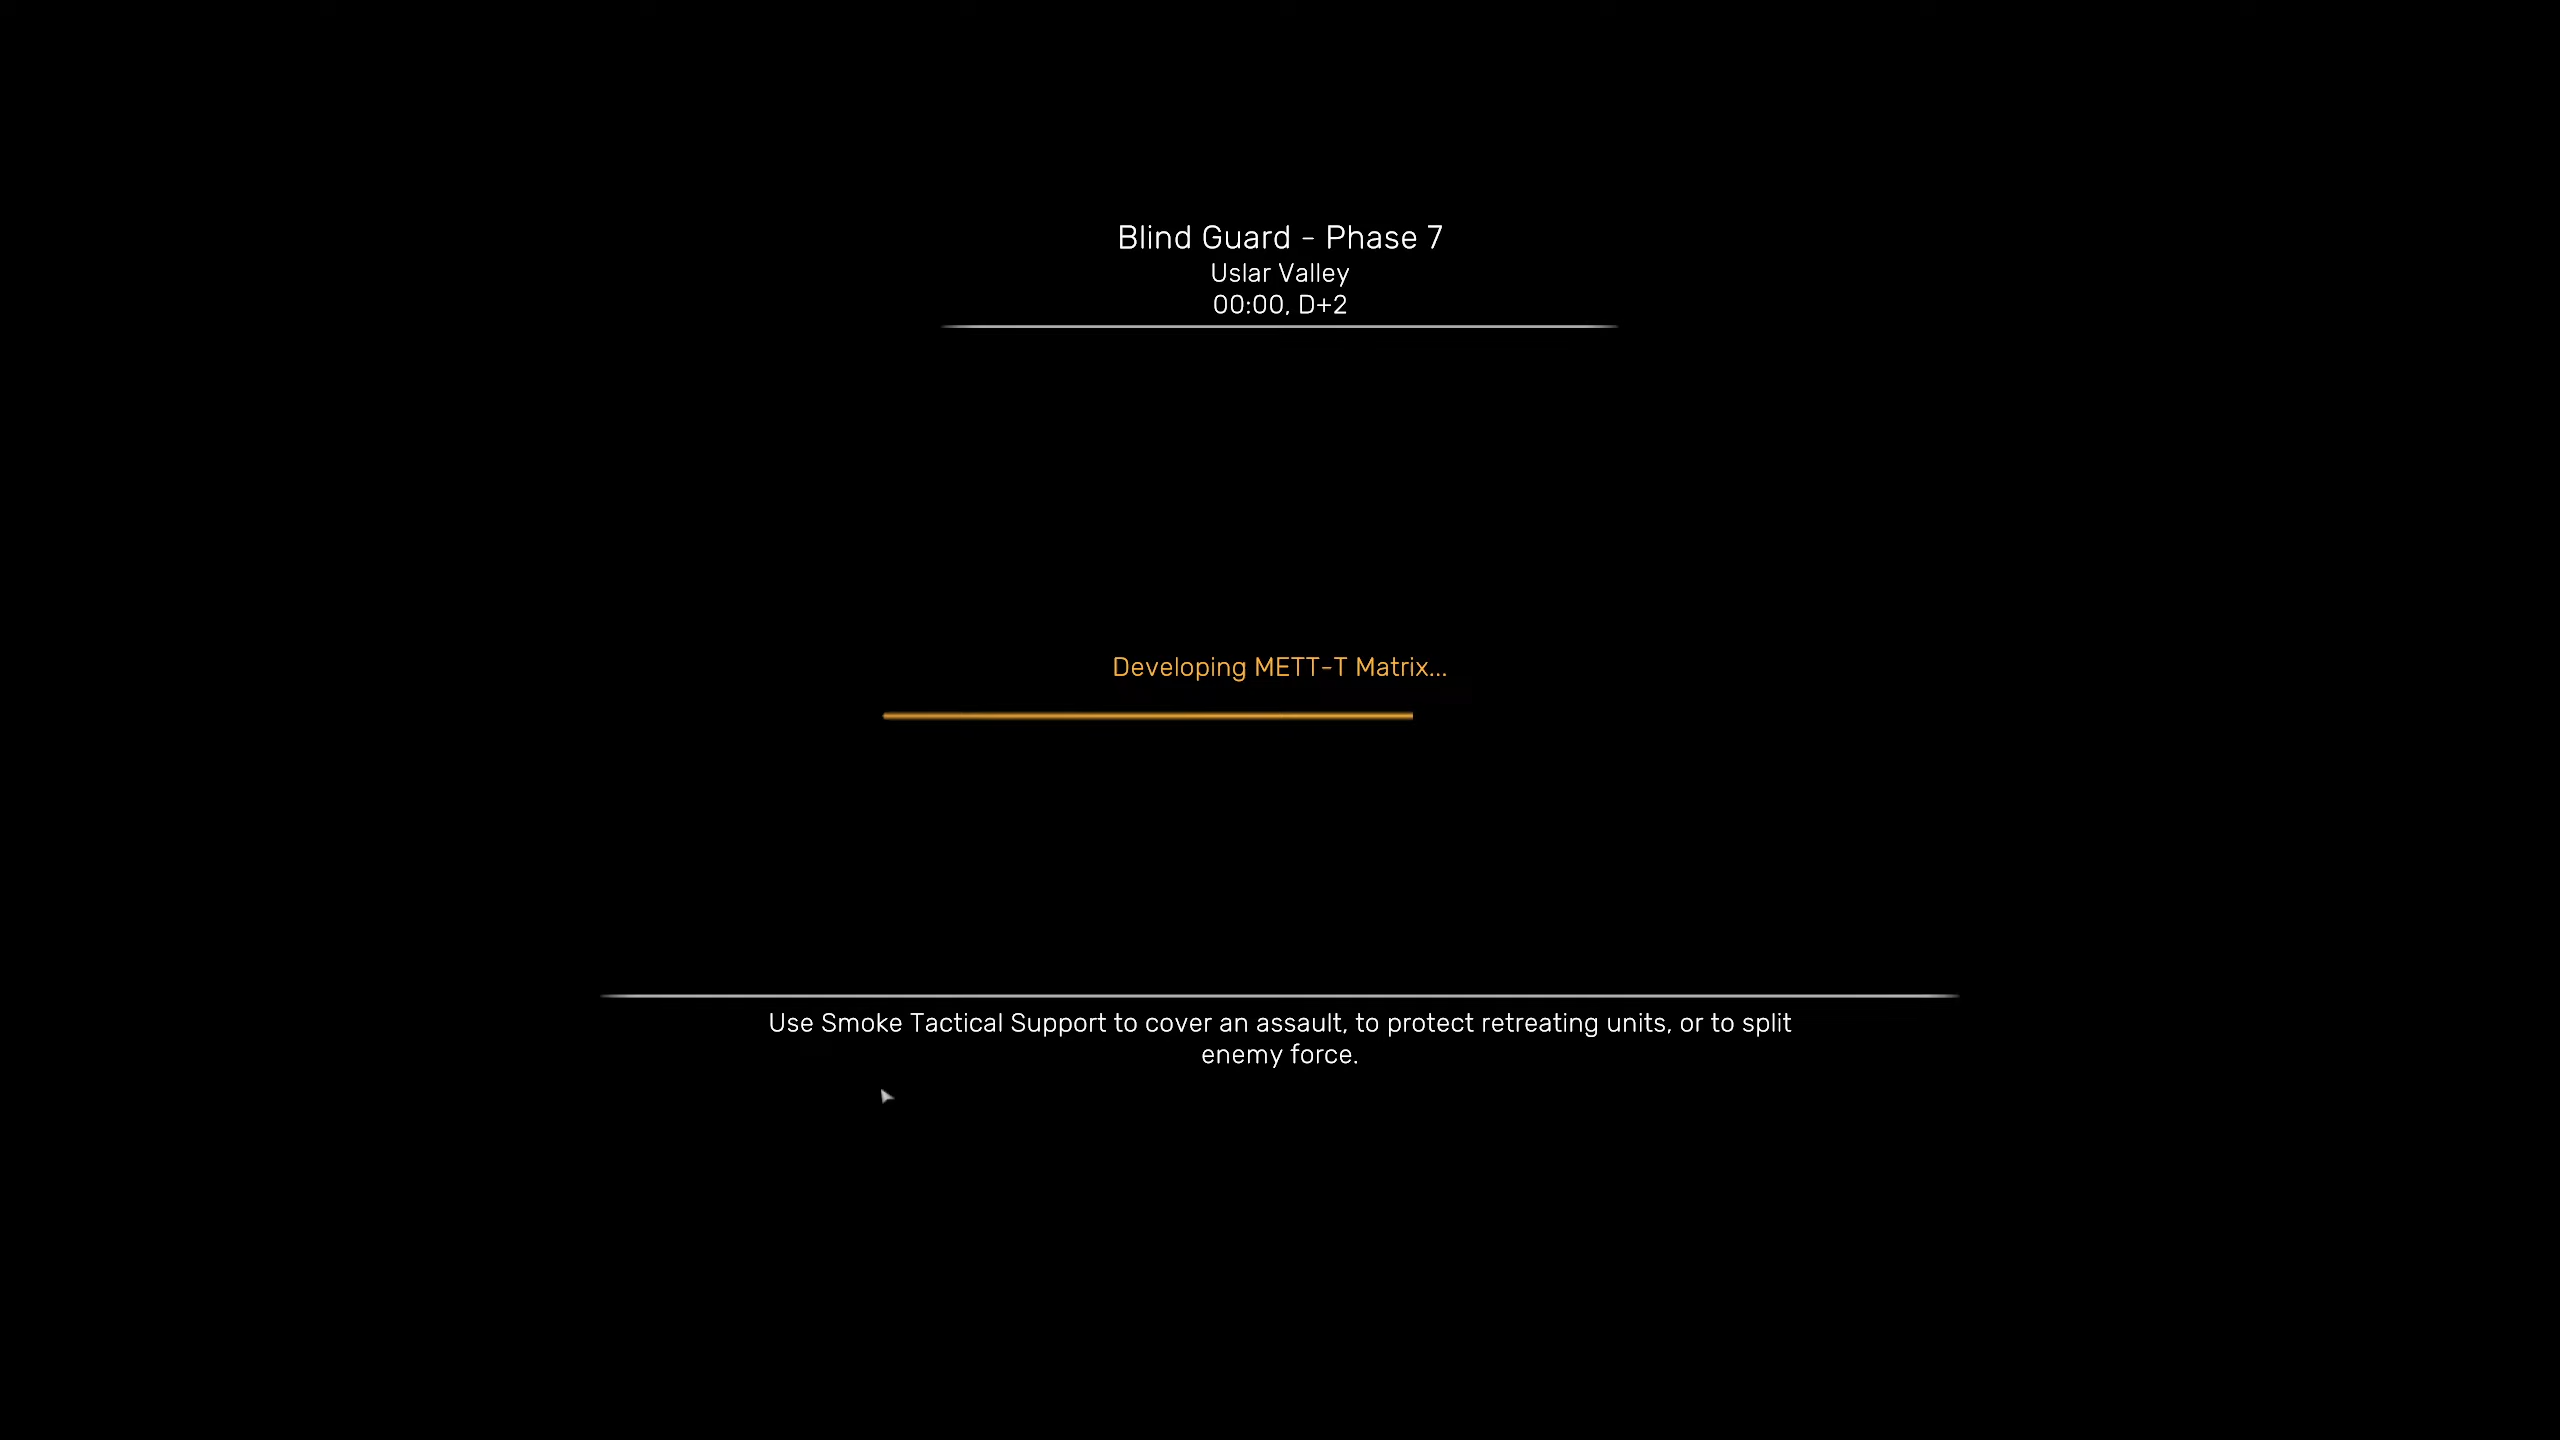 Blind Guard - Phase 7
Uslar Valley
00:00, D+2
Developing METT-T Matrix...
Use Smoke Tactical Support to cover an assault, to protect retreating units, or to split
enemy force.